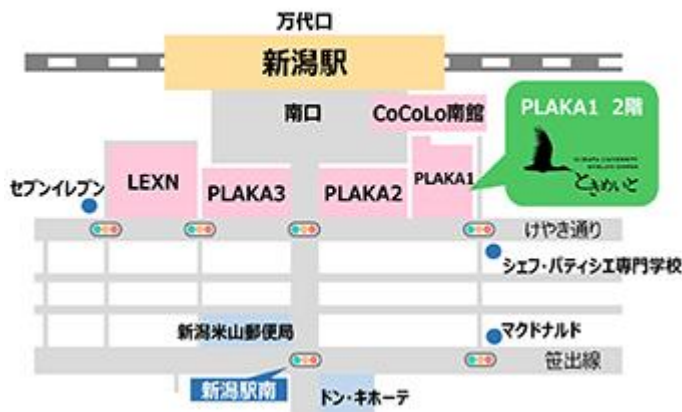 万代口
新潟駅
南口
CoCoLo南館
PLAKA1 2階
NIIGATA UNIVERSITY
ときめいと
セブンイレブン
LEXN
PLAKA3
PLAKA2
PLAKA1
けやき通り
シェフ・パティシエ専門学校
新潟米山郵便局
マクドナルド
笹出線
新潟駅南
ドン・キホーテ